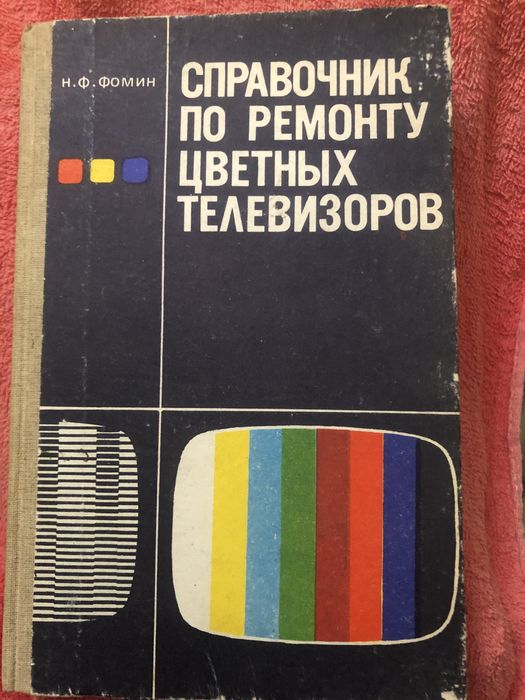 Н.Ф.ФОМИН
СПРАВОЧНИК
ПО РЕМОНТУ
ЦВЕТНЫХ
ТЕЛЕВИЗОРОВ